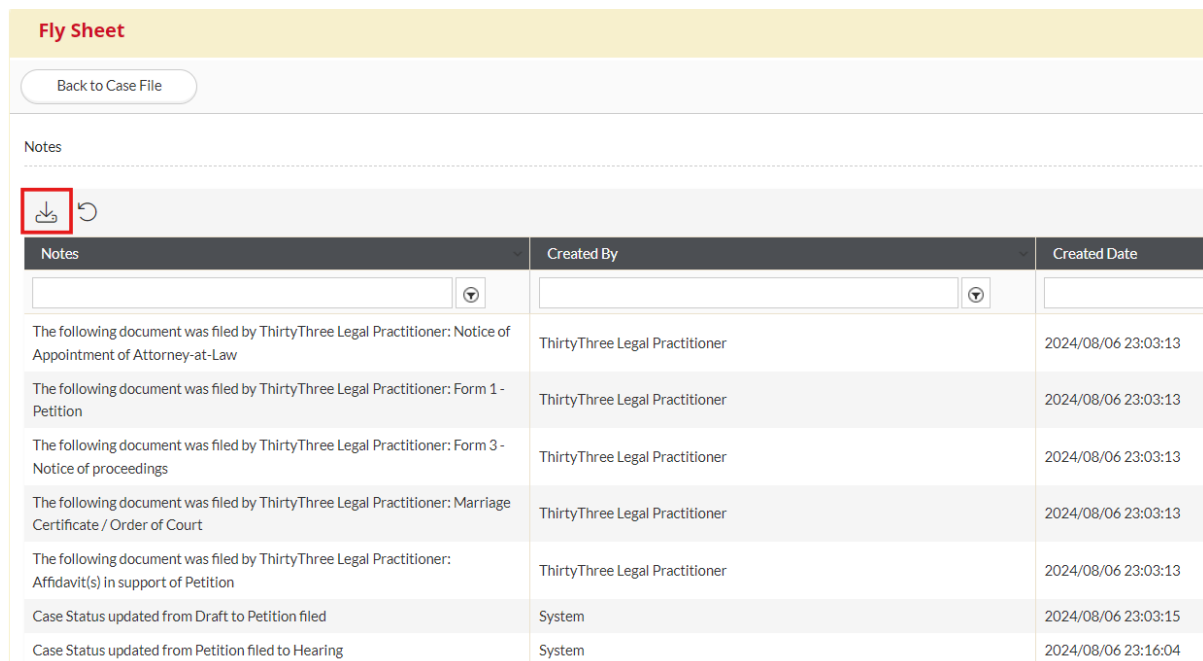 Fly Sheet
Back to Case File
Notes
Notes
Created By
Created Date
The following document was filed by ThirtyThree Legal Practitioner: Notice of
Appointment of Attorney-at-Law
ThirtyThree Legal Practitioner
2024/08/06 23:03:13
The following document was filed by ThirtyThree Legal Practitioner: Form 1 -
Petition
ThirtyThree Legal Practitioner
2024/08/06 23:03:13
The following document was filed by ThirtyThree Legal Practitioner: Form 3 -
Notice of proceedings
ThirtyThree Legal Practitioner
2024/08/06 23:03:13
The following document was filed by ThirtyThree Legal Practitioner: Marriage
Certificate / Order of Court
ThirtyThree Legal Practitioner
2024/08/06 23:03:13
The following document was filed by ThirtyThree Legal Practitioner:
Affidavit(s) in support of Petition
ThirtyThree Legal Practitioner
2024/08/06 23:03:13
Case Status updated from Draft to Petition filed
System
2024/08/06 23:03:15
Case Status updated from Petition filed to Hearing
System
2024/08/06 23:16:04